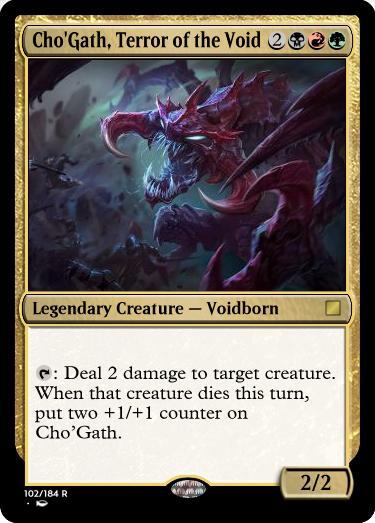 Cho'Gath, Terror of the Void 2
Legendary Creature — Voidborn
: Deal 2 damage to target creature.
When that creature dies this turn,
put two +1/+1 counter on
Cho'Gath.
2/2
102/184 R